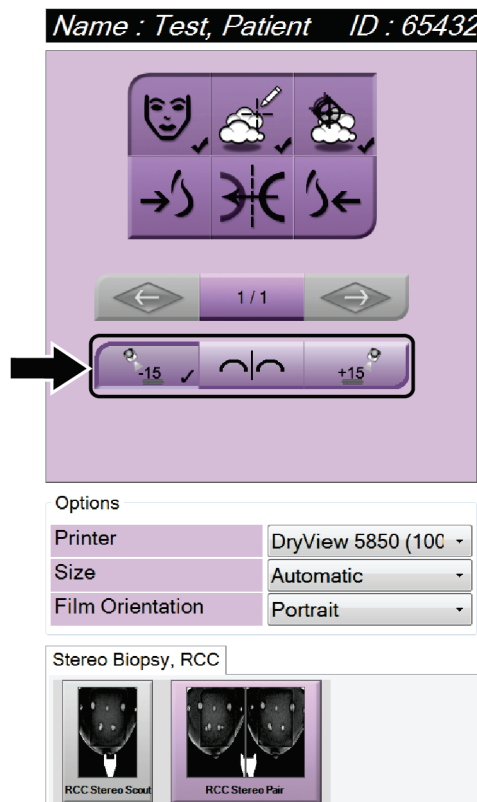 Name : Test, Patient ID : 65432
1 / 1
-15 +15
Options
Printer DryView 5850 (100
Size Automatic
Film Orientation Portrait
Stereo Biopsy, RCC
RCC Stereo Scout RCC Stereo Pair